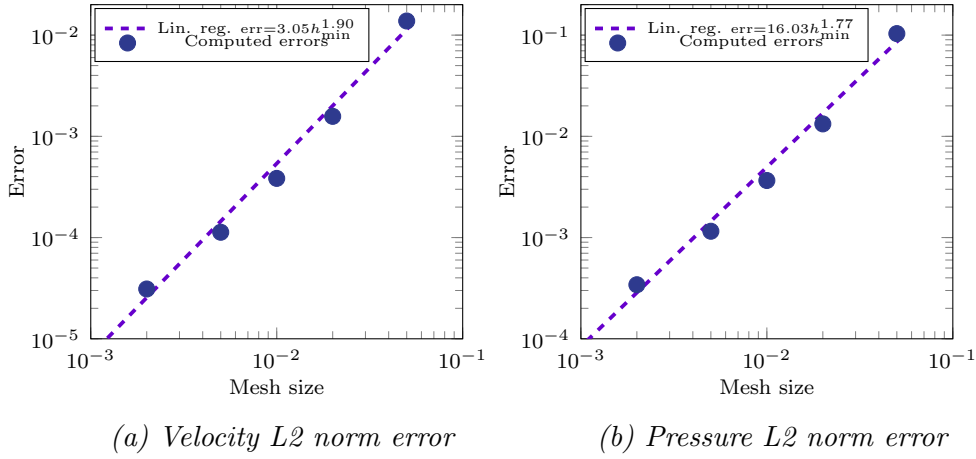 Lin. reg. err=3.05h_min^1.90
Computed errors
10^-2
10^-3
10^-4
10^-5
Error
10^-3 10^-2 10^-1
Mesh size
(a) Velocity L2 norm error
Lin. reg. err=16.03h_min^1.77
Computed errors
10^-1
10^-2
10^-3
10^-4
Error
10^-3 10^-2 10^-1
Mesh size
(b) Pressure L2 norm error